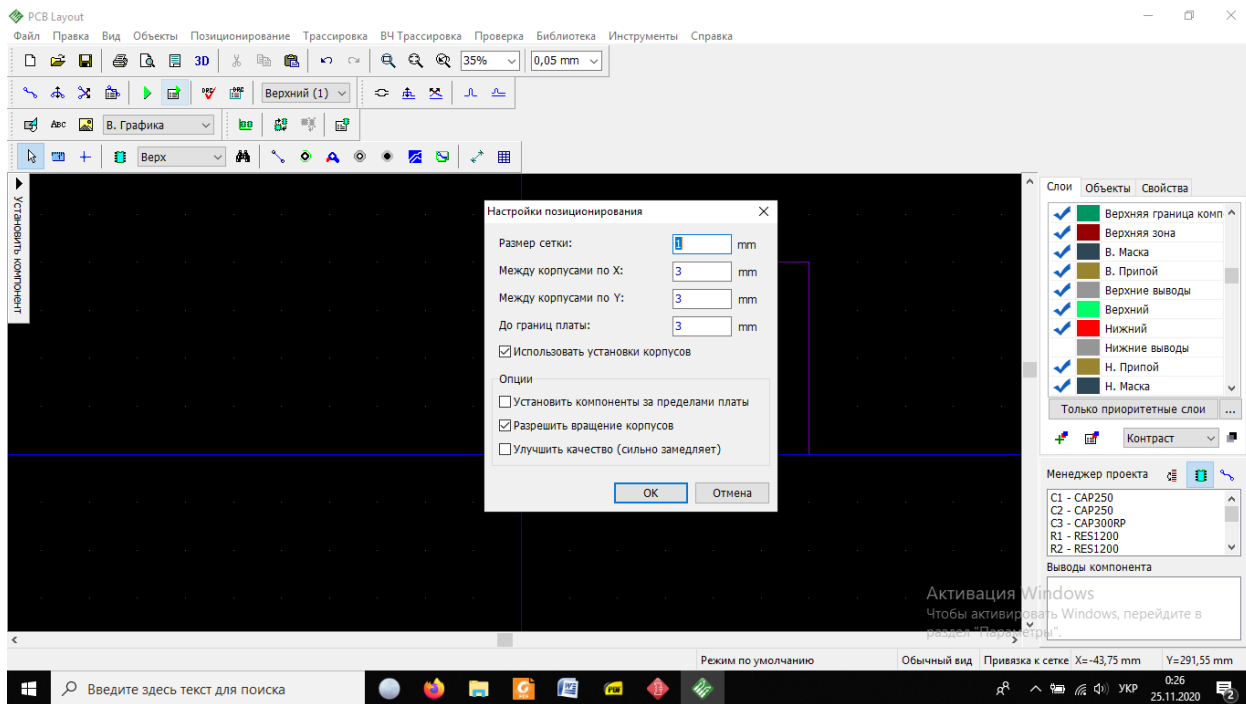 PCB Layout
Файл Правка Вид Объекты Позиционирование Трассировка ВЧ Трассировка Проверка Библиотека Инструменты Справка
3D 35% 0,05 mm
DRC DRC Верхний (1)
ABC В. Графика
Верх
Установить компонент
Настройки позиционирования
Размер сетки: 1 mm
Между корпусами по X: 3 mm
Между корпусами по Y: 3 mm
До границ платы: 3 mm
Использовать установки корпусов
Опции
Установить компоненты за пределами платы
Разрешить вращение корпусов
Улучшить качество (сильно замедляет)
OK Отмена
Слои Объекты Свойства
Верхняя граница комп
Верхняя зона
В. Маска
В. Припой
Верхние выводы
Верхний
Нижний
Нижние выводы
Н. Припой
Н. Маска
Только приоритетные слои ...
Контраст
Менеджер проекта
C1 - CAP250
C2 - CAP250
C3 - CAP300RP
R1 - RES1200
R2 - RES1200
Выводы компонента
Активация Windows
Чтобы активировать Windows, перейдите в
раздел "Параметры".
Режим по умолчанию Обычный вид Привязка к сетке X=-43,75 mm Y=291,55 mm
Введите здесь текст для поиска
УКР
0:26
25.11.2020
2